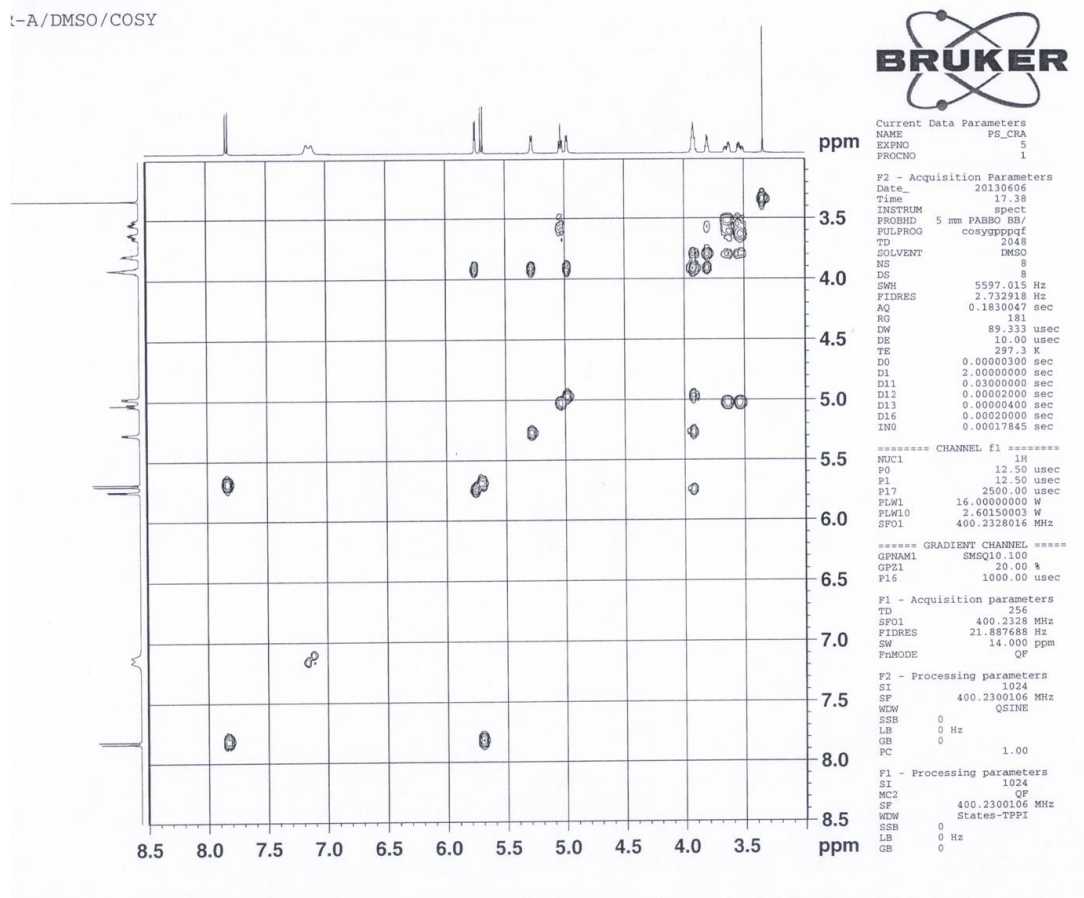 -A/DMSO/COSY
BRUKER
Current Data Parameters
NAME PS_CRA
EXPNO 5
PROCNO 1
F2 - Acquisition Parameters
Date_ 20130606
Time 17.38
INSTRUM spect
PROBHD 5 mm PABBO BB/
PULPROG cosygpppqf
TD 2048
SOLVENT DMSO
NS 8
DS 8
SWH 5597.015 Hz
FIDRES 2.732918 Hz
AQ 0.1830047 sec
RG 181
DW 89.333 usec
DE 10.00 usec
TE 297.3 K
D0 0.00000300 sec
D1 2.00000000 sec
D11 0.03000000 sec
D12 0.00002000 sec
D13 0.00000400 sec
D16 0.00020000 sec
IN0 0.00017845 sec
======== CHANNEL f1 ========
NUC1 1H
P0 12.50 usec
P1 12.50 usec
P17 2500.00 usec
PLW1 16.00000000 W
PLW10 2.60150003 W
SFO1 400.2328016 MHz
====== GRADIENT CHANNEL =====
GPNAM1 SMSQ10.100
GPZ1 20.00 %
P16 1000.00 usec
F1 - Acquisition parameters
TD 256
SFO1 400.2328 MHz
FIDRES 21.887688 Hz
SW 14.000 ppm
FnMODE QF
F2 - Processing parameters
SI 1024
SF 400.2300106 MHz
WDW QSINE
SSB 0
LB 0 Hz
GB 0
PC 1.00
F1 - Processing parameters
SI 1024
MC2 QF
SF 400.2300106 MHz
WDW States-TPPI
SSB 0
LB 0 Hz
GB 0
ppm
3.5
4.0
4.5
5.0
5.5
6.0
6.5
7.0
7.5
8.0
8.5
8.5 8.0 7.5 7.0 6.5 6.0 5.5 5.0 4.5 4.0 3.5 ppm